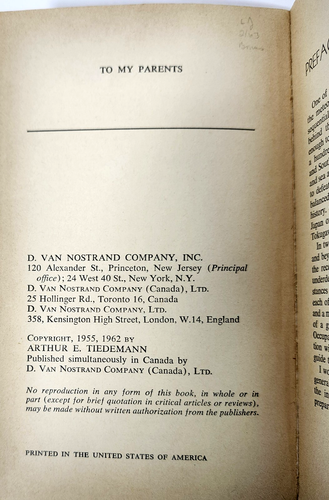 TO MY PARENTS
D. VAN NOSTRAND COMPANY, INC.
120 Alexander St., Princeton, New Jersey (Principal
office); 24 West 40 St., New York, N.Y.
D. VAN NOSTRAND COMPANY (Canada), LTD.
25 Hollinger Rd., Toronto 16, Canada
D. VAN NOSTRAND COMPANY, LTD.
358, Kensington High Street, London, W.14, England
COPYRIGHT, 1955, 1962 BY
ARTHUR E. TIEDEMANN
Published simultaneously in Canada by
D. VAN NOSTRAND COMPANY (Canada), LTD.
No reproduction in any form of this book, in whole or in
part (except for brief quotation in critical articles or reviews),
may be made without written authorization from the publishers.
PRINTED IN THE UNITED STATES OF AMERICA
One of
In two